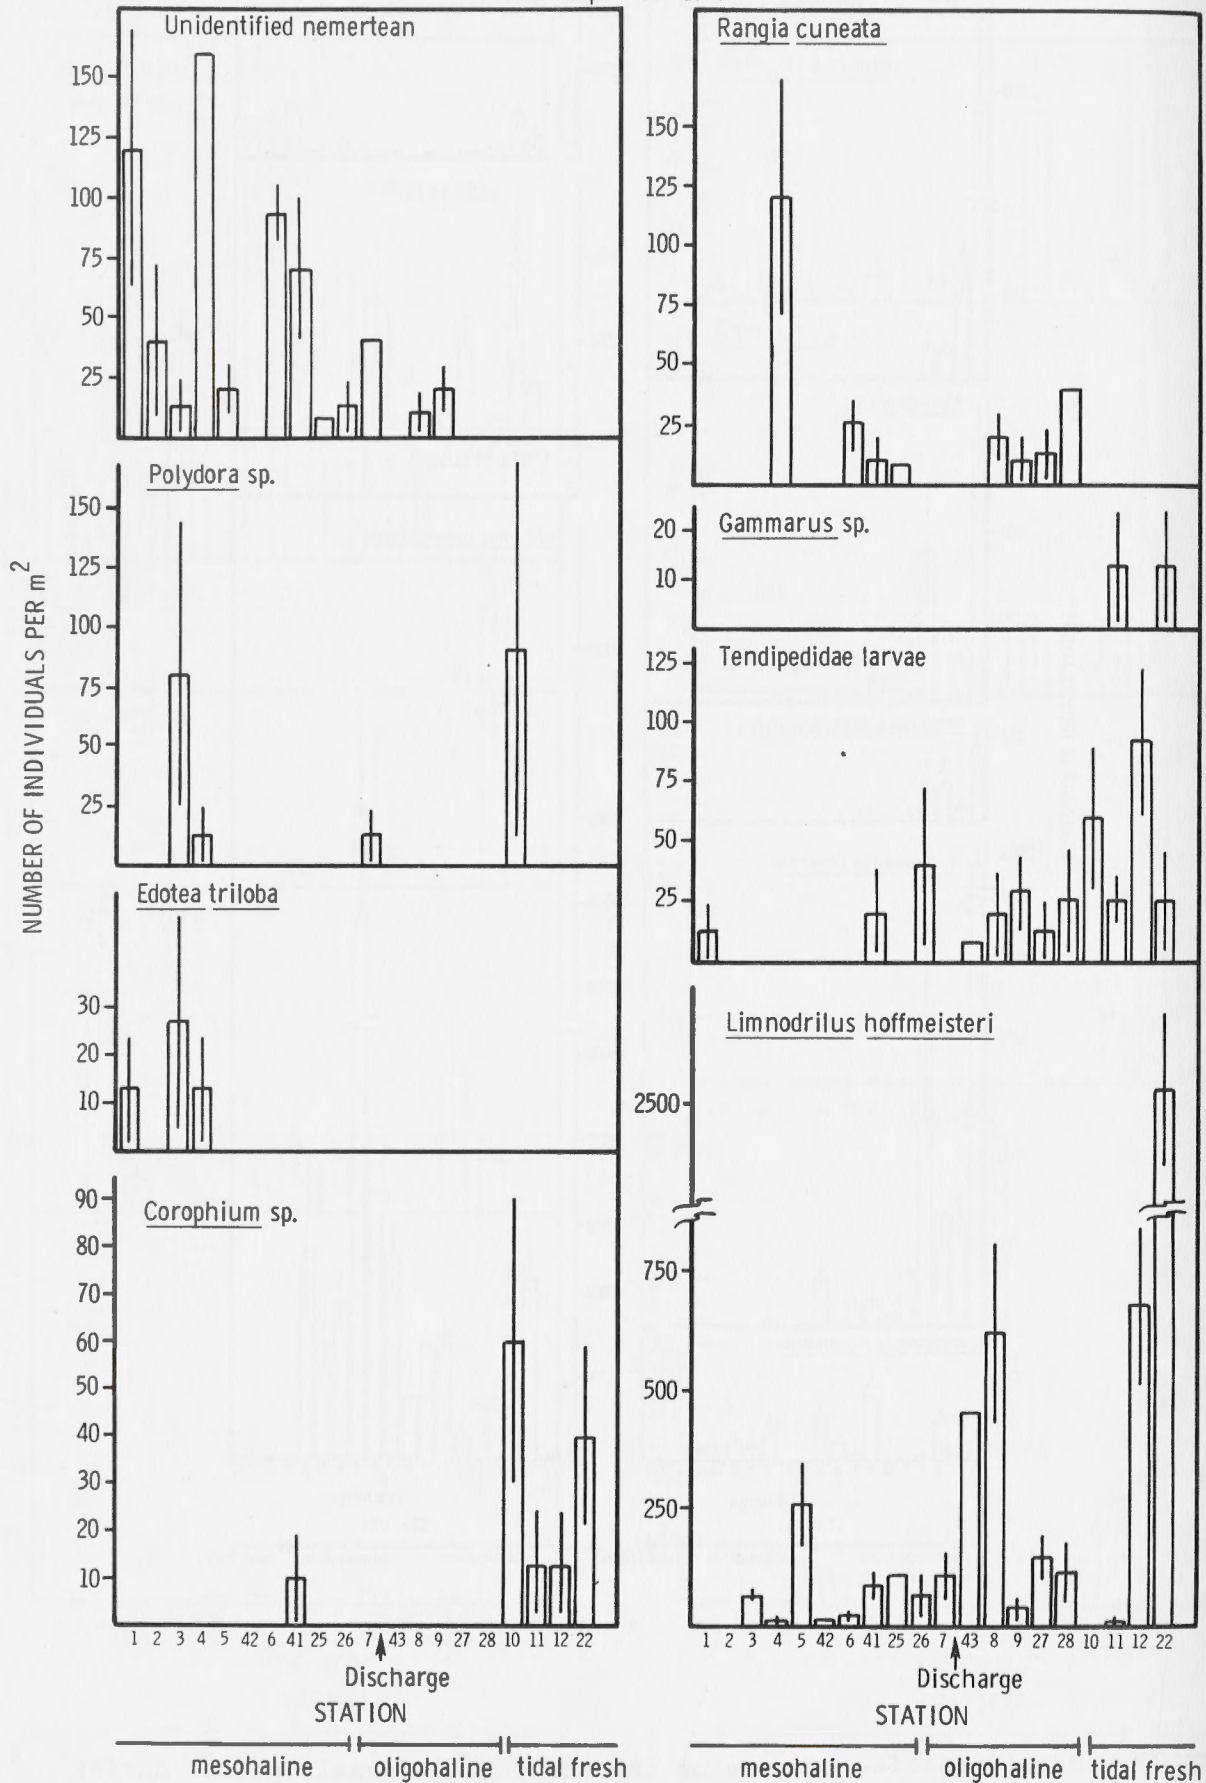 NUMBER OF INDIVIDUALS PER m²
Unidentified nemertean
150
125
100
75
50
25
Polydora sp.
150
125
100
75
50
25
Edotea triloba
30
20
10
Corophium sp.
90
80
70
60
50
40
30
20
10
1 2 3 4 5 42 6 41 25 26 7 43 8 9 27 28 10 11 12 22
Discharge
STATION
mesohaline oligohaline tidal fresh
Rangia cuneata
150
125
100
75
50
25
Gammarus sp.
20
10
Tendipedidae larvae
125
100
75
50
25
Limnodrilus hoffmeisteri
2500
750
500
250
1 2 3 4 5 42 6 41 25 26 7 43 8 9 27 28 10 11 12 22
Discharge
STATION
mesohaline oligohaline tidal fresh